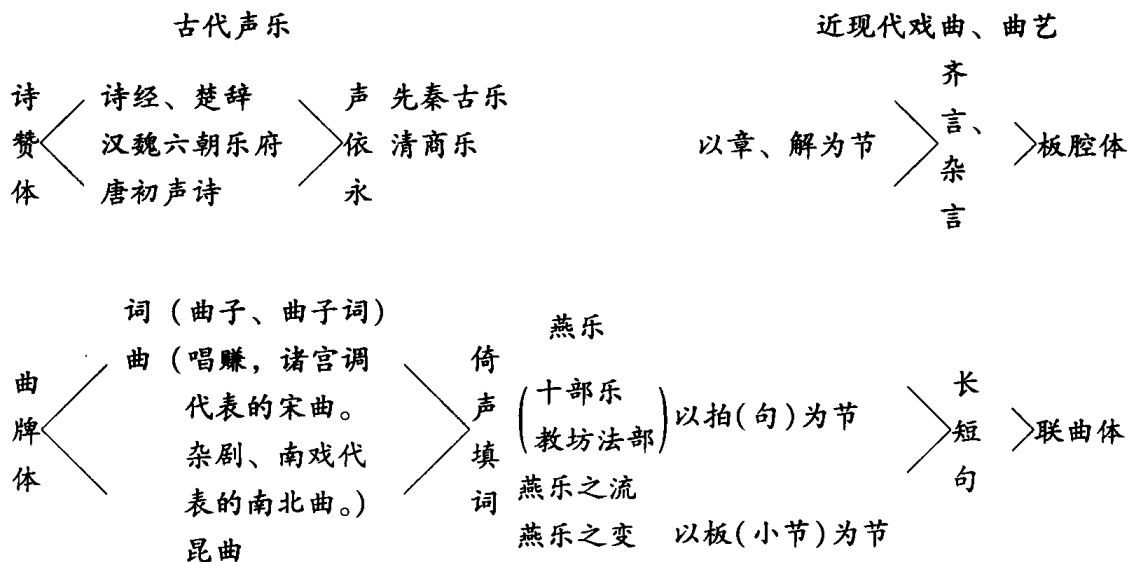 古代声乐 近现代戏曲、曲艺
诗赞体
诗经、楚辞
汉魏六朝乐府
唐初声诗
声依永
先秦古乐
清商乐
以章、解为节
齐言、杂言
板腔体
曲牌体
词(曲子、曲子词)
曲(唱赚,诸宫调
代表的宋曲。
杂剧、南戏代
表的南北曲。)
昆曲
倚声填词
燕乐
十部乐
教坊法部
以拍(句)为节
燕乐之流
燕乐之变 以板(小节)为节
长短句
联曲体